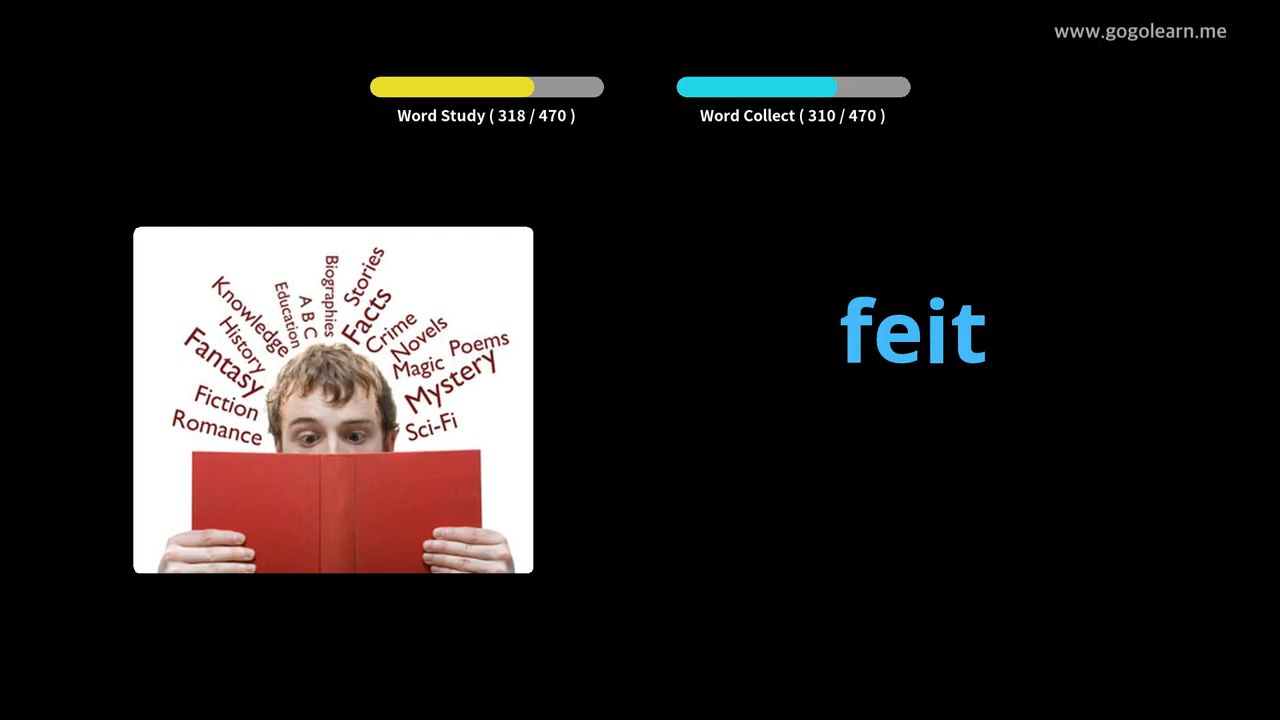 www.gogolearn.me
Word Study ( 318 / 470 )
Word Collect ( 310 / 470 )
feit
Romance
Fiction
Fantasy
History
Knowledge
Education
A B C
Biographies
Stories
Facts
Crime
Novels
Magic
Poems
Mystery
Sci-Fi